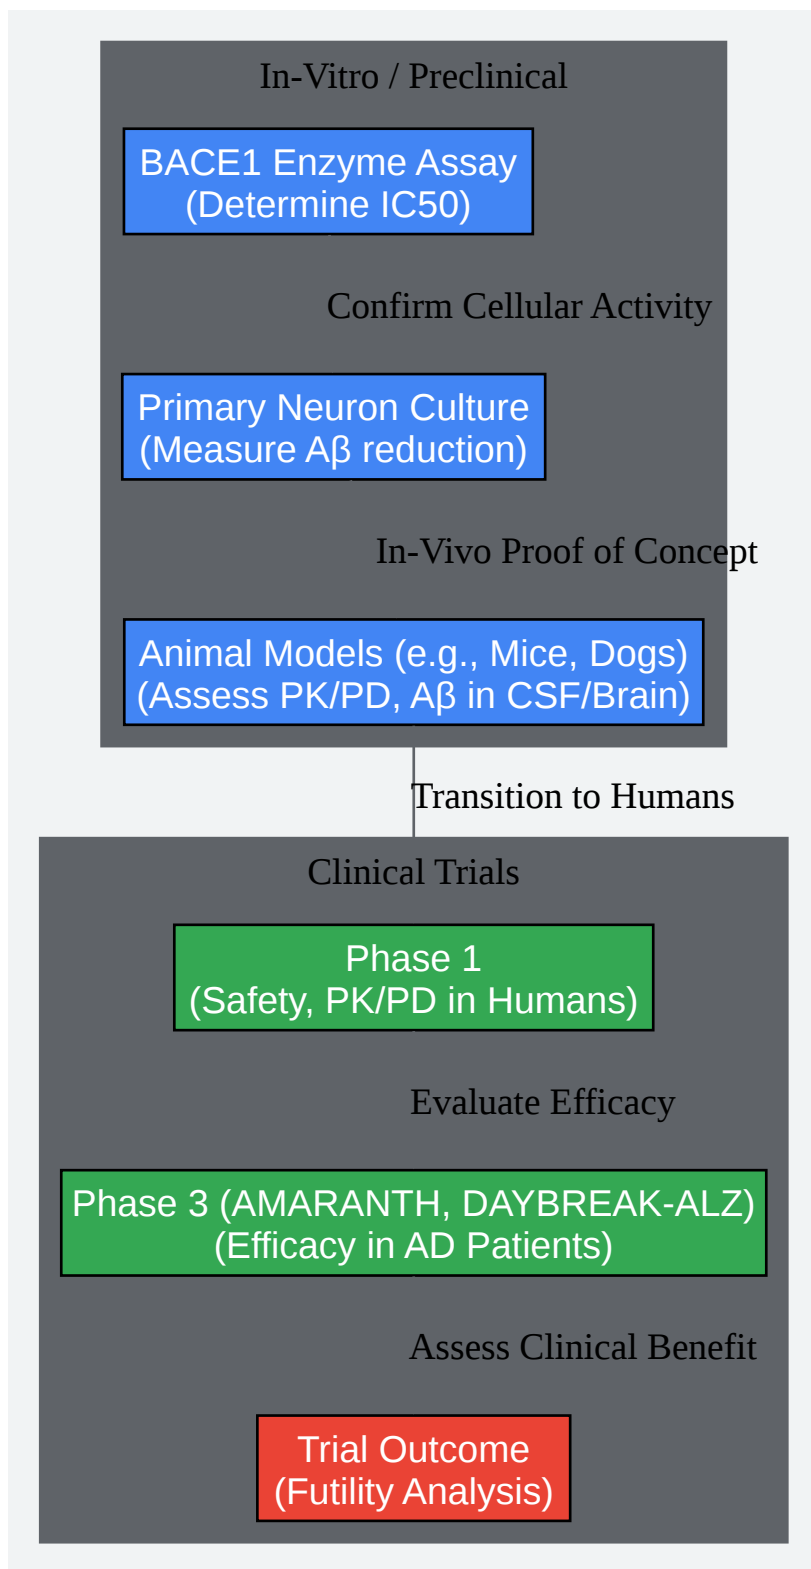 In-Vitro / Preclinical
BACE1 Enzyme Assay
(Determine IC50)
Confirm Cellular Activity
Primary Neuron Culture
(Measure Aβ reduction)
In-Vivo Proof of Concept
Animal Models (e.g., Mice, Dogs)
(Assess PK/PD, Aβ in CSF/Brain)
Transition to Humans
Clinical Trials
Phase 1
(Safety, PK/PD in Humans)
Evaluate Efficacy
Phase 3 (AMARANTH, DAYBREAK-ALZ)
(Efficacy in AD Patients)
Assess Clinical Benefit
Trial Outcome
(Futility Analysis)